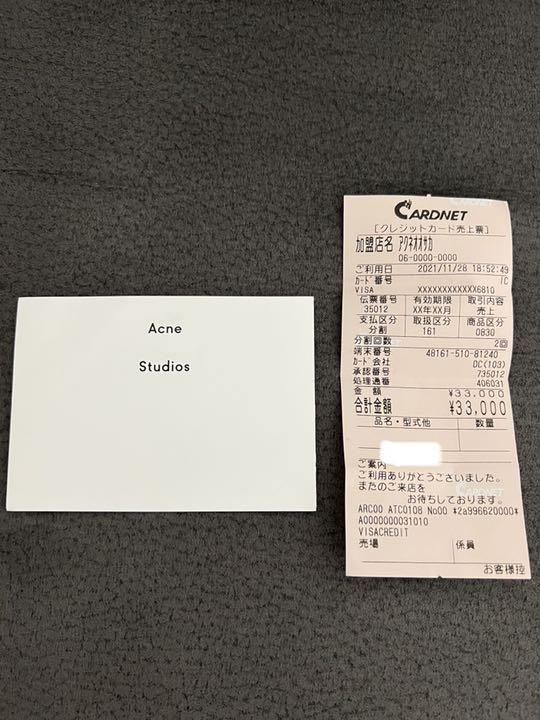 Acne
Studios
CARDNET
[クレジットカード売上票]
加盟店名 アクネオオサカ
06-0000-0000
ご利用日 2021/11/28 18:52:49
カード番号 IC
VISA XXXXXXXXXXXX6810
伝票番号 有効期限 取引内容
35012 XX年XX月 売上
支払区分 取扱区分 商品区分
分割 161 0830
分割回数 2回
端末番号 48161-510-81240
カード会社 DC(103)
承認番号 735012
処理通番 406031
金 額 ¥33,000
合計金額 ¥33,000
品名・型式他 数量
ご案内
ご利用ありがとうございました。
またのご来店を
お待ちしております。
ARC00 ATC0108 No00 *2a996620000*
A0000000031010
VISACREDIT
売場 係員
お客様控